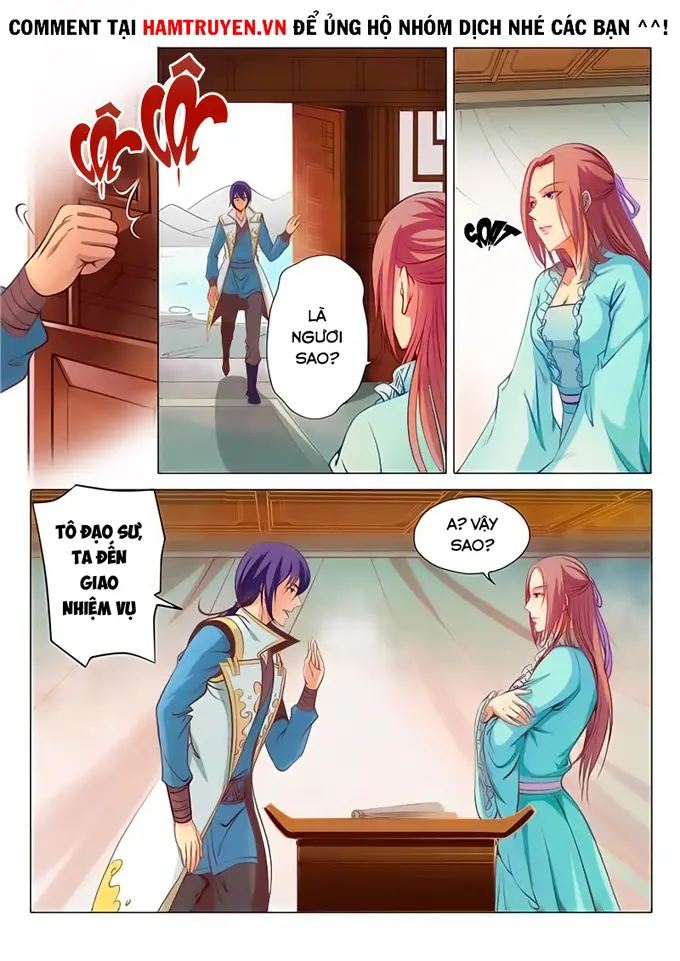 COMMENT TẠI HAMTRUYEN.VN ĐỂ ỦNG HỘ NHÓM DỊCH NHÉ CÁC BẠN ^^!
CỘC CỘC
LÀ
NGƯƠI
SAO?
SOẠT
TÔ ĐẠO SƯ,
TA ĐẾN
GIAO
NHIỆM VỤ
A? VẬY
SAO?